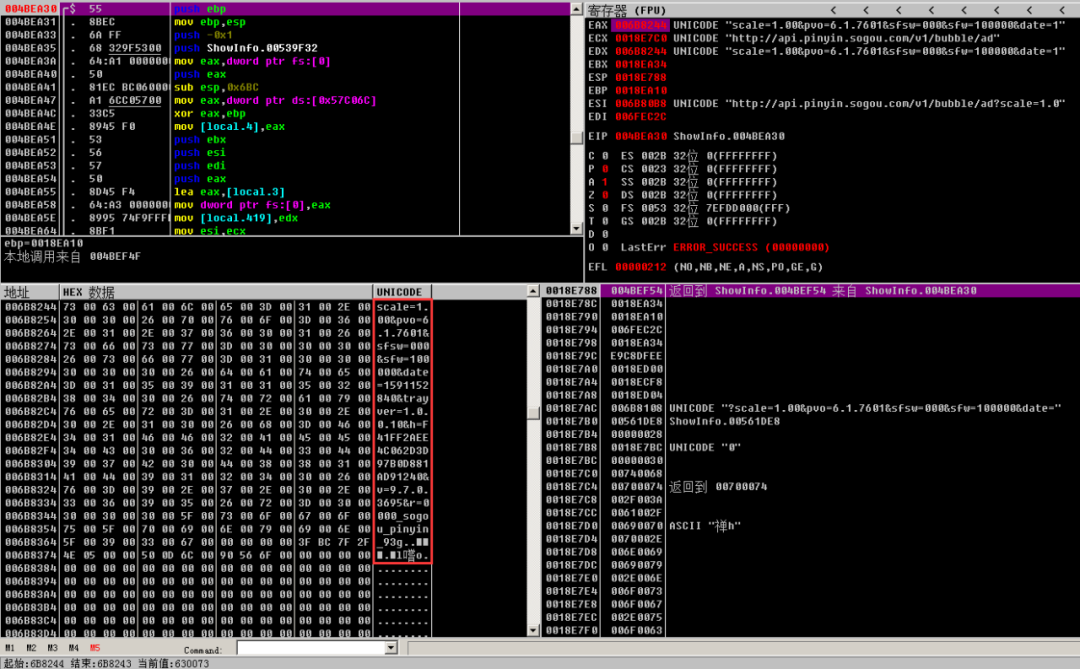 004BEA30 ┌$ 55 push ebp
004BEA31 . 8BEC mov ebp,esp
004BEA33 . 6A FF push -0x1
004BEA35 . 68 329F5300 push ShowInfo.00539F32
004BEA3A . 64:A1 0000000 mov eax,dword ptr fs:[0]
004BEA40 . 50 push eax
004BEA41 . 81EC BC060000 sub esp,0x6BC
004BEA47 . A1 6CC05700 mov eax,dword ptr ds:[0x57C06C]
004BEA4C . 33C5 xor eax,ebp
004BEA4E . 8945 F0 mov [local.4],eax
004BEA51 . 53 push ebx
004BEA52 . 56 push esi
004BEA53 . 57 push edi
004BEA54 . 50 push eax
004BEA55 . 8D45 F4 lea eax,[local.3]
004BEA58 . 64:A3 0000000 mov dword ptr fs:[0],eax
004BEA5E . 8995 74F9FFFF mov [local.419],edx
004BEA64 . 8BF1 mov esi,ecx
ebp=0018EA10
本地调用来自 004BEF4F
寄存器 (FPU) < < < < < < < <
EAX 006B8244 UNICODE "scale=1.00&pvo=6.1.7601&sfsw=000&sfw=100000&date=1"
ECX 0018E7C0 UNICODE "http://api.pinyin.sogou.com/v1/bubble/ad"
EDX 006B8244 UNICODE "scale=1.00&pvo=6.1.7601&sfsw=000&sfw=100000&date=1"
EBX 0018EA34
ESP 0018E788
EBP 0018EA10
ESI 006B80B8 UNICODE "http://api.pinyin.sogou.com/v1/bubble/ad?scale=1.0"
EDI 006FEC2C
EIP 004BEA30 ShowInfo.004BEA30
C 0 ES 002B 32位 0(FFFFFFFF)
P 0 CS 0023 32位 0(FFFFFFFF)
A 1 SS 002B 32位 0(FFFFFFFF)
Z 0 DS 002B 32位 0(FFFFFFFF)
S 0 FS 0053 32位 7EFDD000(FFF)
T 0 GS 002B 32位 0(FFFFFFFF)
D 0
O 0 LastErr ERROR_SUCCESS (00000000)
EFL 00000212 (NO,NB,NE,A,NS,PO,GE,G)
地址 HEX 数据 UNICODE
006B8244 73 00 63 00 61 00 6C 00 65 00 3D 00 31 00 2E 00 scale=1.
006B8254 30 00 30 00 26 00 70 00 76 00 6F 00 3D 00 36 00 00&pvo=6
006B8264 2E 00 31 00 2E 00 37 00 36 00 30 00 31 00 26 00 .1.7601&
006B8274 73 00 66 00 73 00 77 00 3D 00 30 00 30 00 30 00 sfsw=000
006B8284 26 00 73 00 66 00 77 00 3D 00 31 00 30 00 30 00 &sfw=100
006B8294 30 00 30 00 30 00 26 00 64 00 61 00 74 00 65 00 000&date
006B82A4 3D 00 31 00 35 00 39 00 31 00 31 00 35 00 32 00 =1591152
006B82B4 38 00 34 00 30 00 26 00 74 00 72 00 61 00 79 00 840&tray
006B82C4 76 00 65 00 72 00 3D 00 31 00 2E 00 30 00 2E 00 ver=1.0.
006B82D4 30 00 2E 00 31 00 30 00 26 00 68 00 3D 00 46 00 0.10&h=F
006B82E4 34 00 31 00 46 00 46 00 32 00 41 00 45 00 45 00 41FF2AEE
006B82F4 34 00 43 00 30 00 36 00 32 00 44 00 33 00 44 00 4C062D3D
006B8304 39 00 37 00 42 00 30 00 44 00 38 00 38 00 31 00 97B0D881
006B8314 41 00 44 00 39 00 31 00 32 00 34 00 30 00 26 00 AD91240&
006B8324 76 00 3D 00 39 00 2E 00 37 00 2E 00 30 00 2E 00 v=9.7.0.
006B8334 33 00 36 00 39 00 35 00 26 00 72 00 3D 00 30 00 3695&r=0
006B8344 30 00 30 00 30 00 5F 00 73 00 6F 00 67 00 6F 00 000_sogo
006B8354 75 00 5F 00 70 00 69 00 6E 00 79 00 69 00 6E 00 u_pinyin
006B8364 5F 00 39 00 33 00 67 00 00 00 00 00 3F BC 7F 2F _93g..
006B8374 4E 05 00 00 50 0D 6C 00 90 56 6F 00 00 00 00 00
006B8384 00 00 00 00 00 00 00 00 00 00 00 00 00 00 00 00 ........
006B8394 00 00 00 00 00 00 00 00 00 00 00 00 00 00 00 00 ........
006B83A4 00 00 00 00 00 00 00 00 00 00 00 00 00 00 00 00 ........
006B83B4 00 00 00 00 00 00 00 00 00 00 00 00 00 00 00 00 ........
006B83C4 00 00 00 00 00 00 00 00 00 00 00 00 00 00 00 00 ........
006B83D4 00 00 00 00 00 00 00 00 00 00 00 00 00 00 00 00 ........
0018E788 004BEF54 返回到 ShowInfo.004BEF54 来自 ShowInfo.004BEA30
0018E78C 0018EA34
0018E790 0018EA10
0018E794 006FEC2C
0018E798 0018EA34
0018E79C E9C8DFEE
0018E7A0 0018ED00
0018E7A4 0018ECF8
0018E7A8 0018ED04
0018E7AC 006B8108 UNICODE "?scale=1.00&pvo=6.1.7601&sfsw=000&sfw=100000&date="
0018E7B0 00561DE8 ShowInfo.00561DE8
0018E7B4 00000028
0018E7B8 0018E7BC UNICODE "0"
0018E7BC 00000030
0018E7C0 00740068
0018E7C4 00700074 返回到 00700074
0018E7C8 002F003A
0018E7CC 0061002F
0018E7D0 00690070 ASCII "禅h"
0018E7D4 0070002E
0018E7D8 006E0069
0018E7DC 00690079
0018E7E0 002E006E
0018E7E4 006F0073
0018E7E8 006F0067
0018E7EC 002E0075
0018E7F0 006F0063
M1 M2 M3 M4 M5 Command:
起始:6B8244 结束:6B8243 当前值:630073